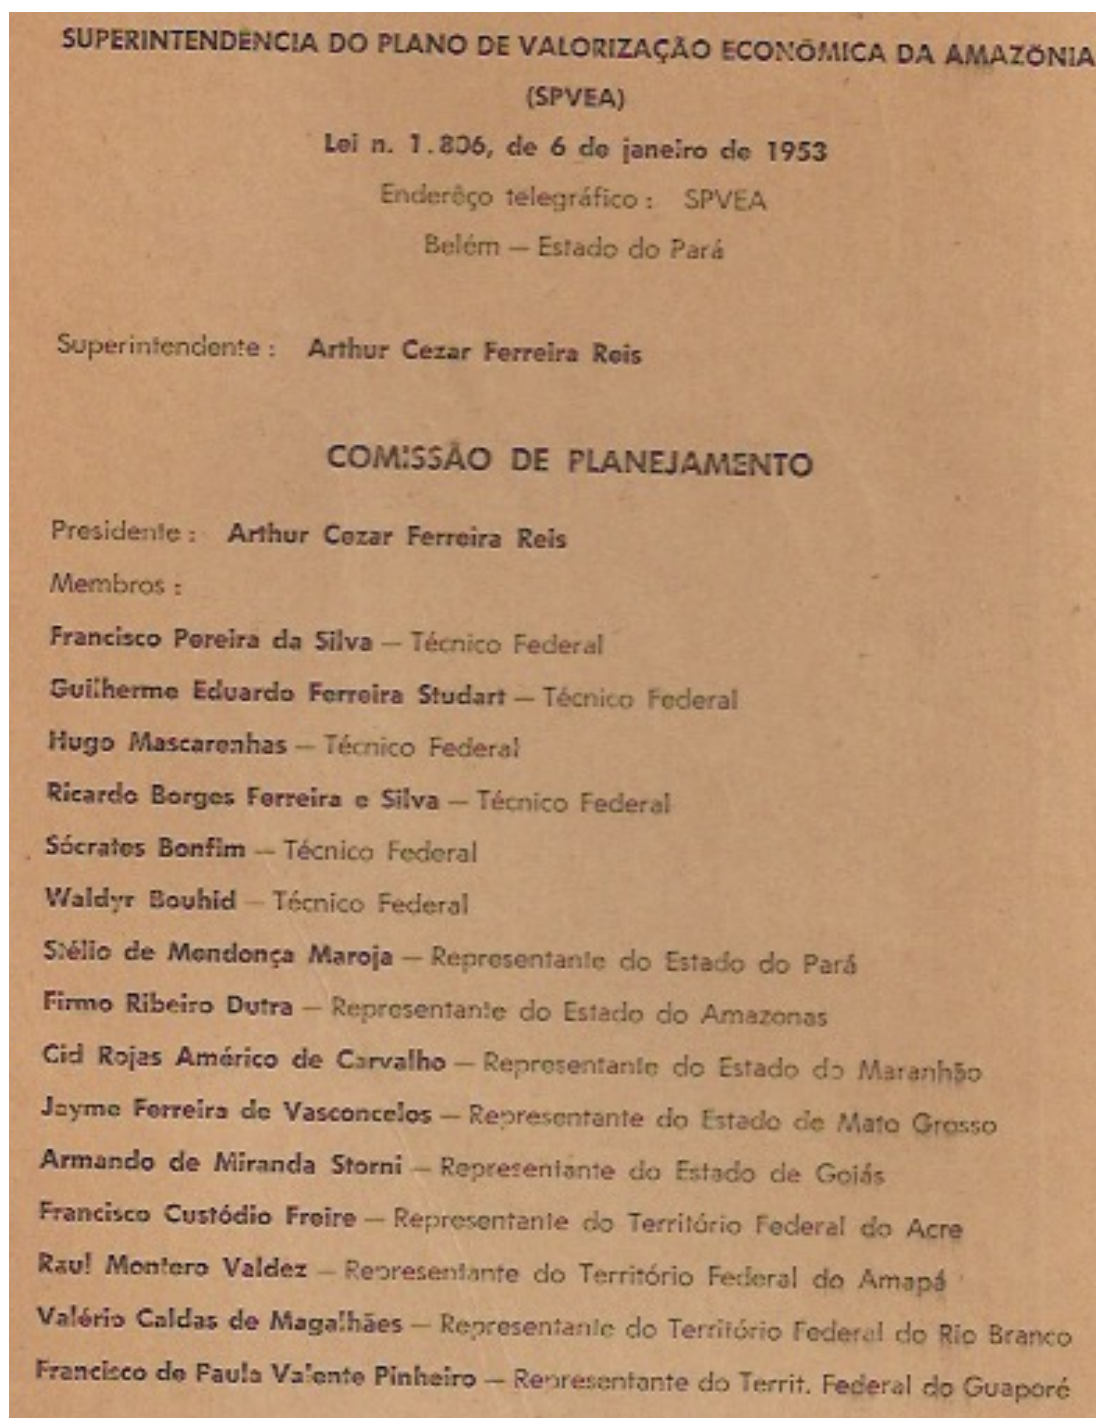 SUPERINTENDÊNCIA DO PLANO DE VALORIZAÇÃO ECONÔMICA DA AMAZÔNIA
(SPVEA)
Lei n. 1.806, de 6 de janeiro de 1953
Enderêço telegráfico : SPVEA
Belém — Estado do Pará
Superintendente : Arthur Cezar Ferreira Reis
COMISSÃO DE PLANEJAMENTO
Presidente : Arthur Cezar Ferreira Reis
Membros :
Francisco Pereira da Silva — Técnico Federal
Guilherme Eduardo Ferreira Studart — Técnico Federal
Hugo Mascarenhas — Técnico Federal
Ricardo Borges Ferreira e Silva — Técnico Federal
Sócrates Bonfim — Técnico Federal
Waldyr Bouhid — Técnico Federal
Stélio de Mendonça Maroja — Representante do Estado do Pará
Firmo Ribeiro Dutra — Representante do Estado do Amazonas
Cid Rojas Américo de Carvalho — Representante do Estado do Maranhão
Jayme Ferreira de Vasconcelos — Representante do Estado de Mato Grosso
Armando de Miranda Storni — Representante do Estado de Goiás
Francisco Custódio Freire — Representante do Território Federal do Acre
Raul Montero Valdez — Representante do Território Federal do Amapá
Valério Caldas de Magalhães — Representante do Território Federal do Rio Branco
Francisco de Paula Valente Pinheiro — Representante do Territ. Federal do Guaporé